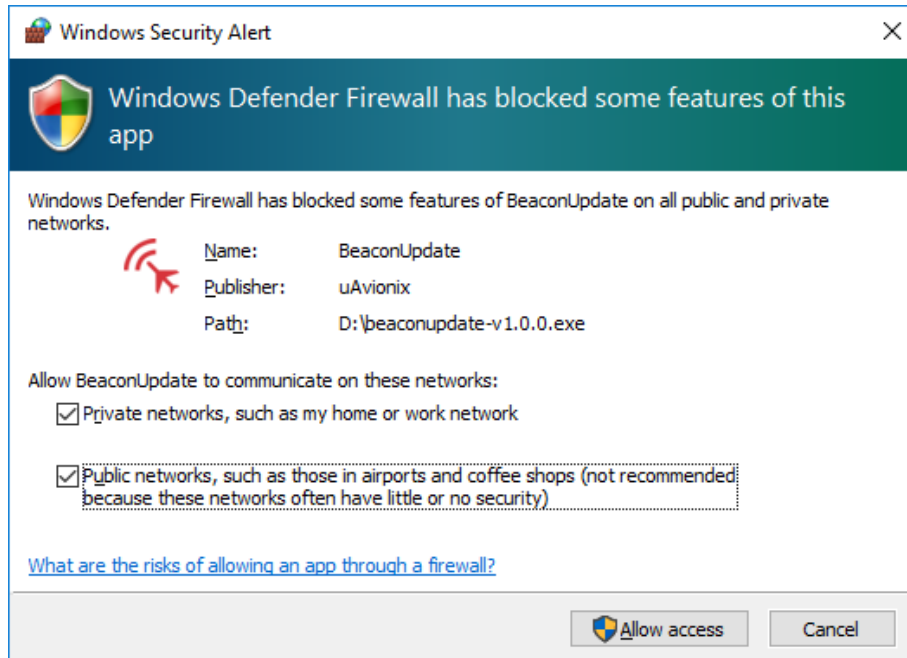 Windows Security Alert
Windows Defender Firewall has blocked some features of this
app
Windows Defender Firewall has blocked some features of BeaconUpdate on all public and private
networks.
Name: BeaconUpdate
Publisher: uAvionix
Path: D:\beaconupdate-v1.0.0.exe
Allow BeaconUpdate to communicate on these networks:
Private networks, such as my home or work network
Public networks, such as those in airports and coffee shops (not recommended
because these networks often have little or no security)
What are the risks of allowing an app through a firewall?
Allow access Cancel